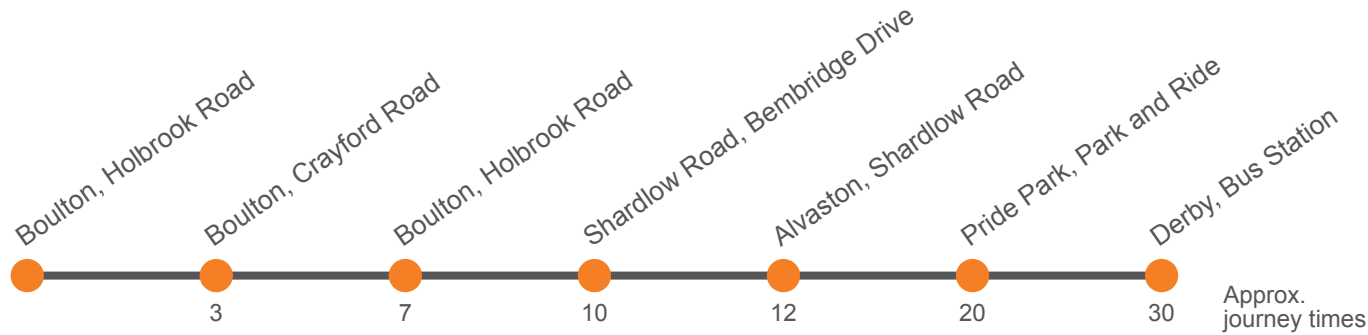 Boulton, Holbrook Road
Boulton, Crayford Road
Boulton, Holbrook Road
Shardlow Road, Bembridge Drive
Alvaston, Shardlow Road
Pride Park, Park and Ride
Derby, Bus Station
3
7
10
12
20
30
Approx.
journey times